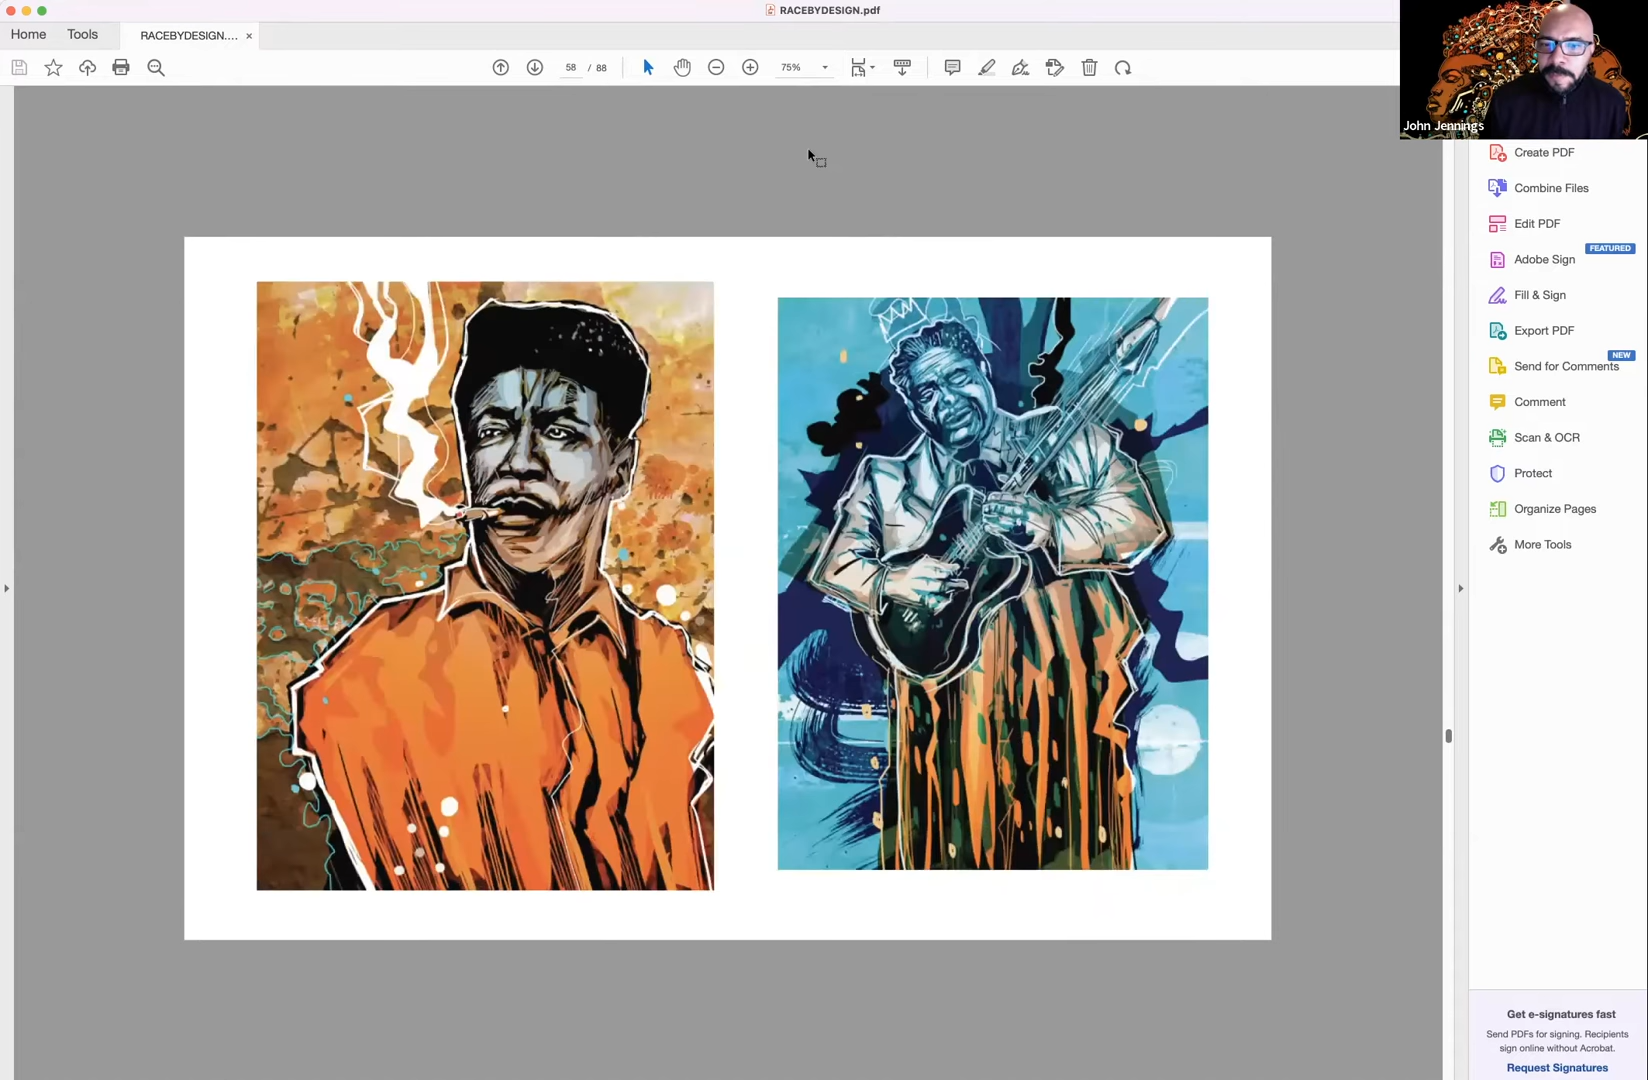 RACEBYDESIGN.pdf
Home
Tools
RACEBYDESIGN.... ×
58 / 88
75%
John Jennings
Create PDF
Combine Files
Edit PDF
FEATURED
Adobe Sign
Fill & Sign
Export PDF
NEW
Send for Comments
Comment
Scan & OCR
Protect
Organize Pages
More Tools
Get e-signatures fast
Send PDFs for signing. Recipients
sign online without Acrobat.
Request Signatures